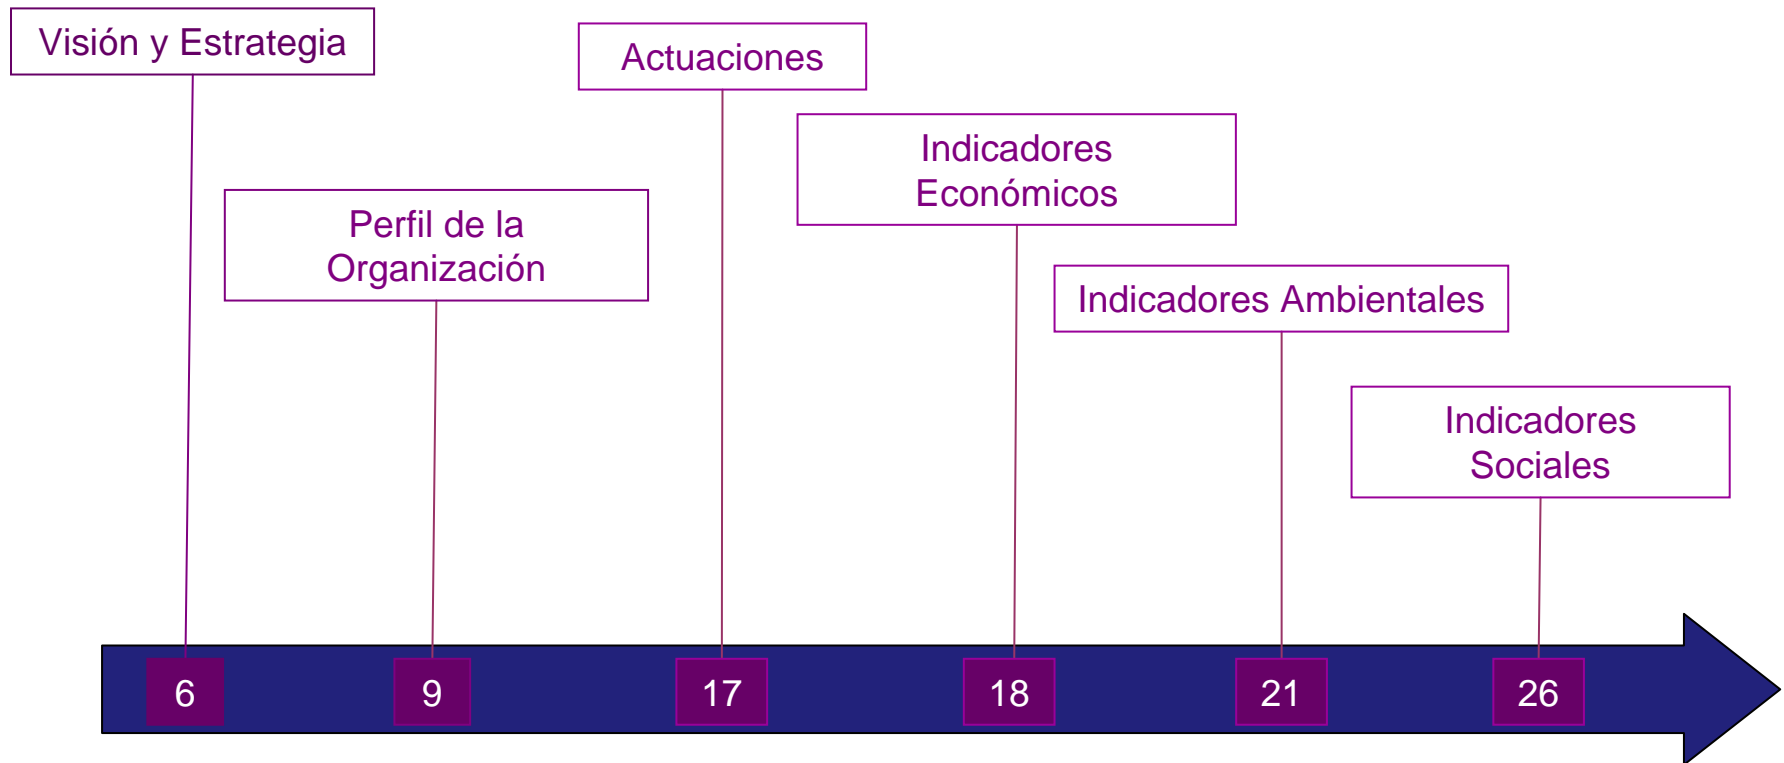 Visión y Estrategia
Actuaciones
Indicadores
Económicos
Perfil de la
Organización
Indicadores Ambientales
Indicadores
Sociales
6
9
17
18
21
26